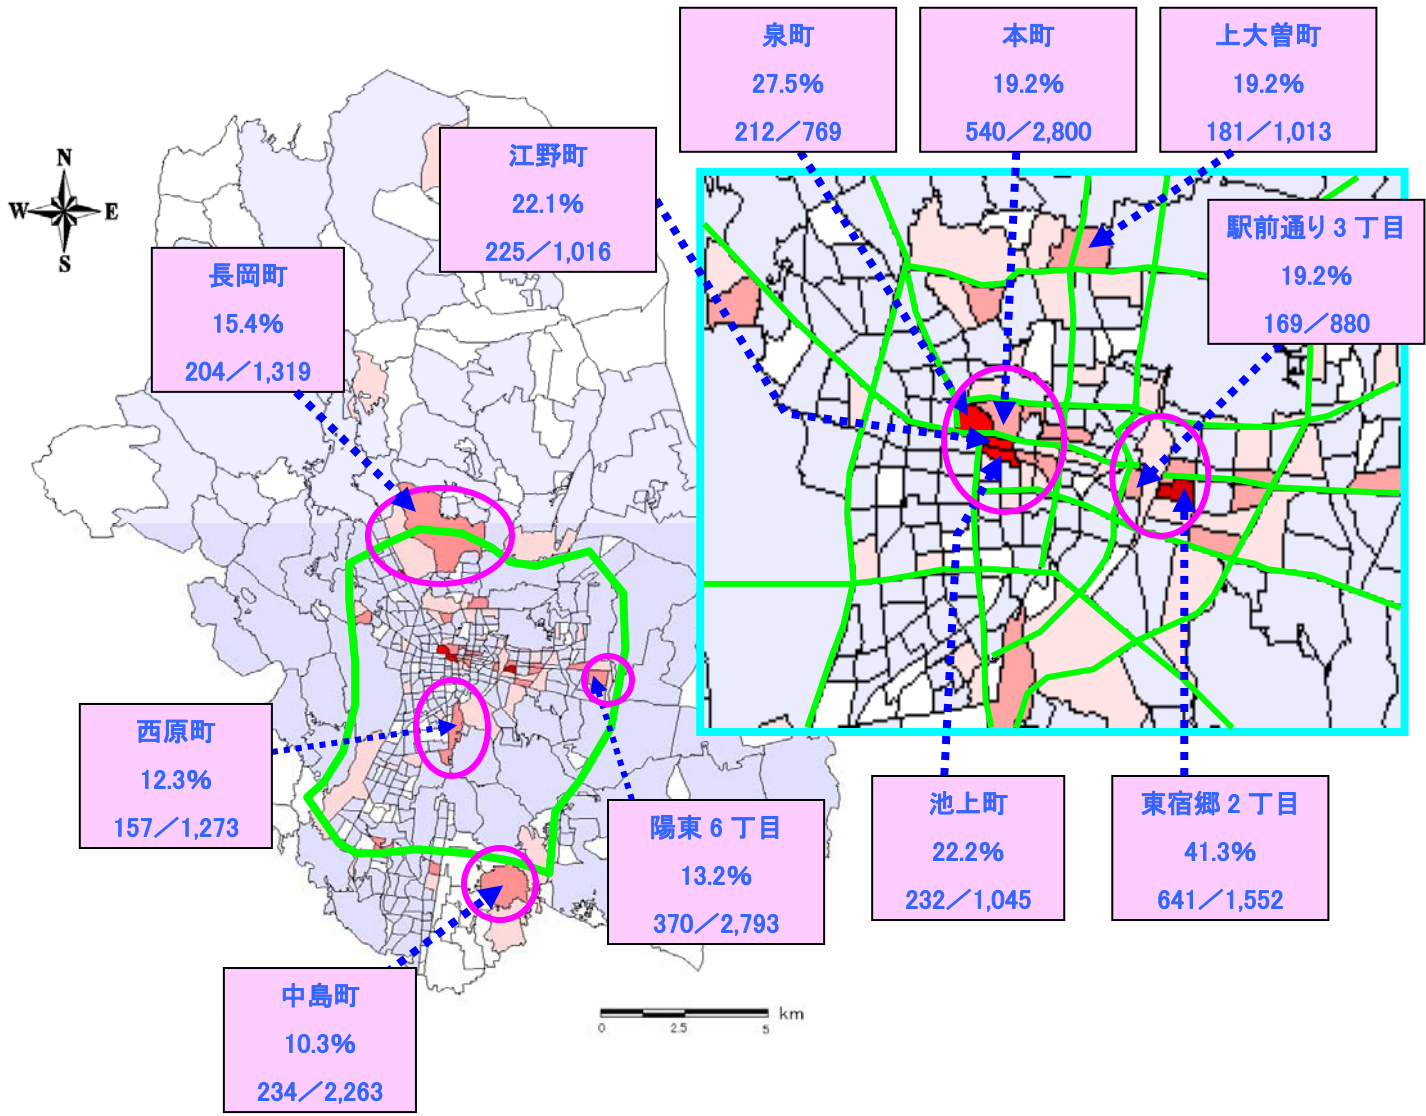 泉町
27.5%
212／769
本町
19.2%
540／2,800
上大曽町
19.2%
181／1,013
江野町
22.1%
225／1,016
N
W
E
S
駅前通り3丁目
19.2%
169／880
長岡町
15.4%
204／1,319
西原町
12.3%
157／1,273
陽東6丁目
13.2%
370／2,793
池上町
22.2%
232／1,045
東宿郷2丁目
41.3%
641／1,552
中島町
10.3%
234／2,263
km
0
2.5
5